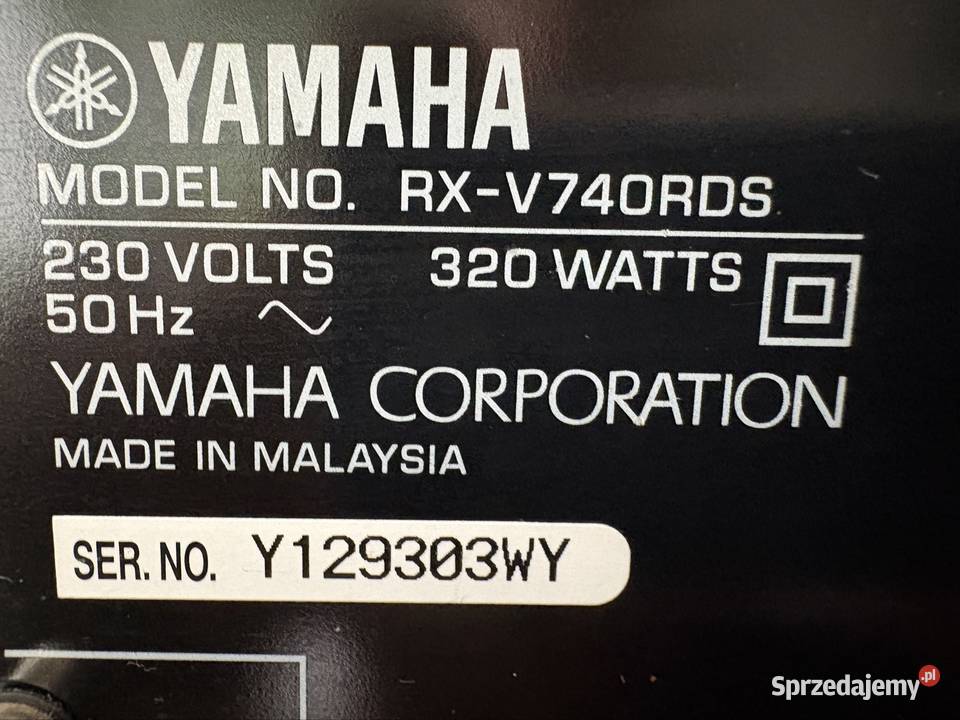 YAMAHA
MODEL NO. RX-V740RDS
230 VOLTS 320 WATTS
50 Hz
YAMAHA CORPORATION
MADE IN MALAYSIA
SER. NO. Y129303WY
Sprzedajemy.pl